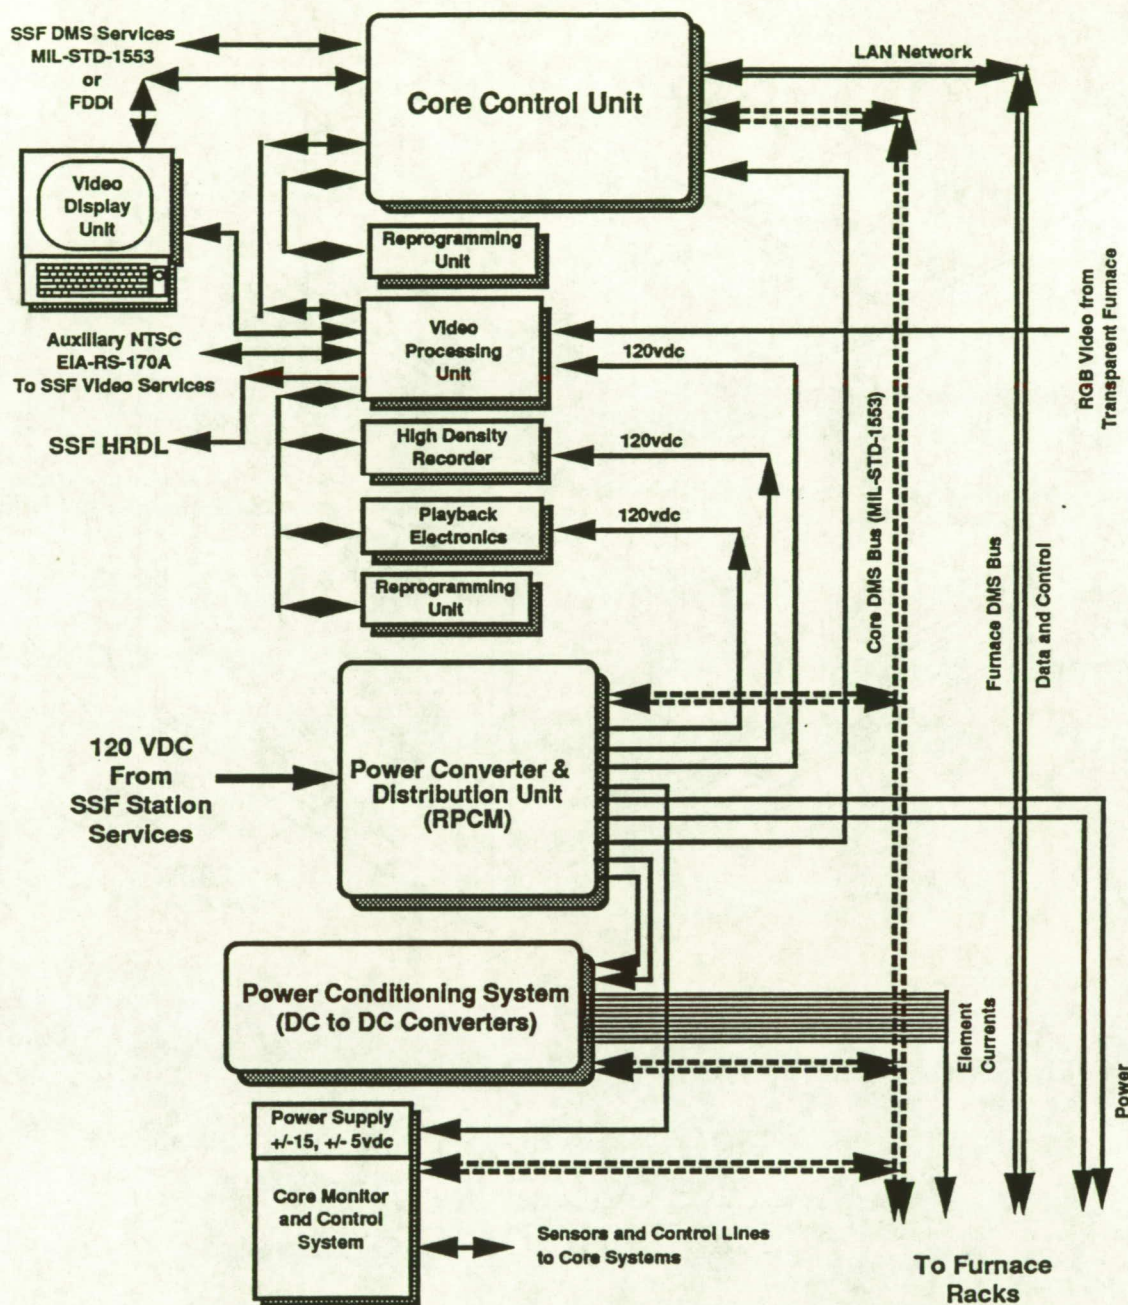 SSF DMS Services
MIL-STD-1553
or
FDDI
Core Control Unit
LAN Network
Video
Display
Unit
Reprogramming
Unit
Auxiliary NTSC
EIA-RS-170A
To SSF Video Services
Video
Processing
Unit
120vdc
RGB Video from
Transparent Furnace
SSF HRDL
High Density
Recorder
120vdc
Playback
Electronics
120vdc
Reprogramming
Unit
Core DMS Bus (MIL-STD-1553)
Furnace DMS Bus
Data and Control
120 VDC
From
SSF Station
Services
Power Converter &
Distribution Unit
(RPCM)
Power Conditioning System
(DC to DC Converters)
Element
Currents
Power
Power Supply
+/-15, +/- 5vdc
Core Monitor
and Control
System
Sensors and Control Lines
to Core Systems
To Furnace
Racks